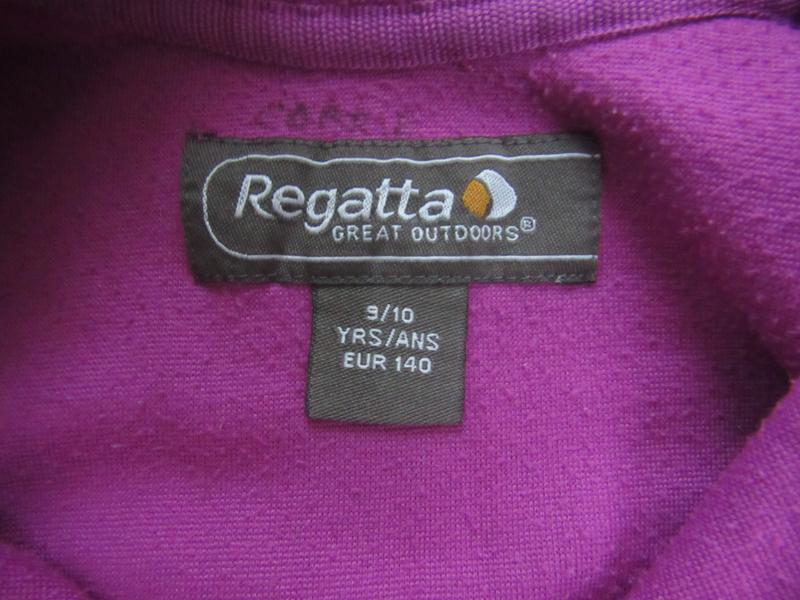 Regatta
GREAT OUTDOORS®
9/10
YRS/ANS
EUR 140